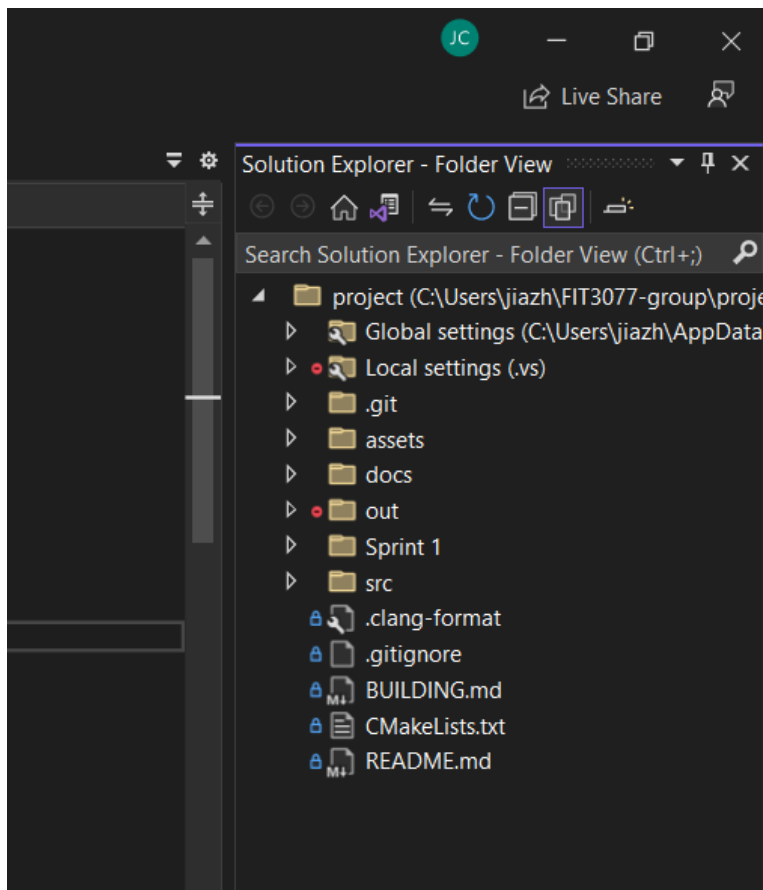 JC
Live Share
Solution Explorer - Folder View
Search Solution Explorer - Folder View (Ctrl+;)
project (C:\Users\jiazh\FIT3077-group\proje
Global settings (C:\Users\jiazh\AppData
Local settings (.vs)
.git
assets
docs
out
Sprint 1
src
.clang-format
.gitignore
M↓ BUILDING.md
CMakeLists.txt
M↓ README.md